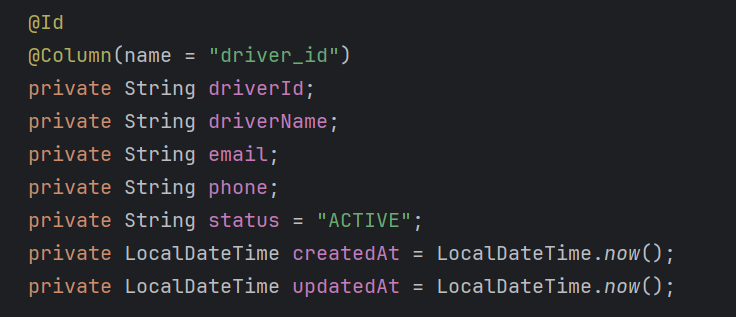 @Id
@Column(name = "driver_id")
private String driverId;
private String driverName;
private String email;
private String phone;
private String status = "ACTIVE";
private LocalDateTime createdAt = LocalDateTime.now();
private LocalDateTime updatedAt = LocalDateTime.now();